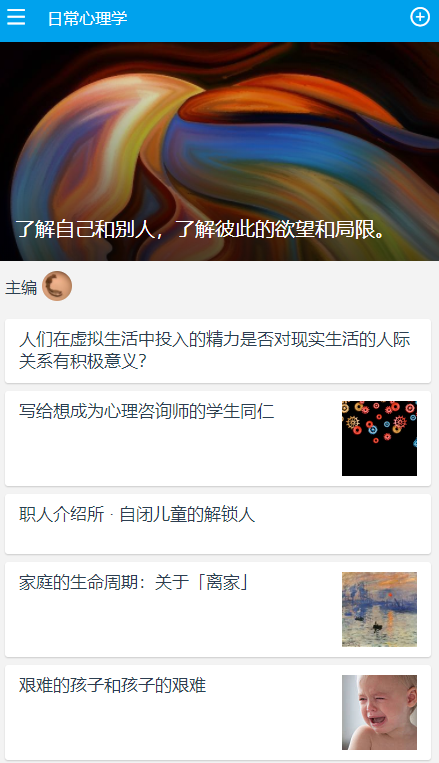 日常心理学
了解自己和别人，了解彼此的欲望和局限。
主编
人们在虚拟生活中投入的精力是否对现实生活的人际
关系有积极意义？
写给想成为心理咨询师的学生同仁
职人介绍所 · 自闭儿童的解锁人
家庭的生命周期：关于「离家」
艰难的孩子和孩子的艰难